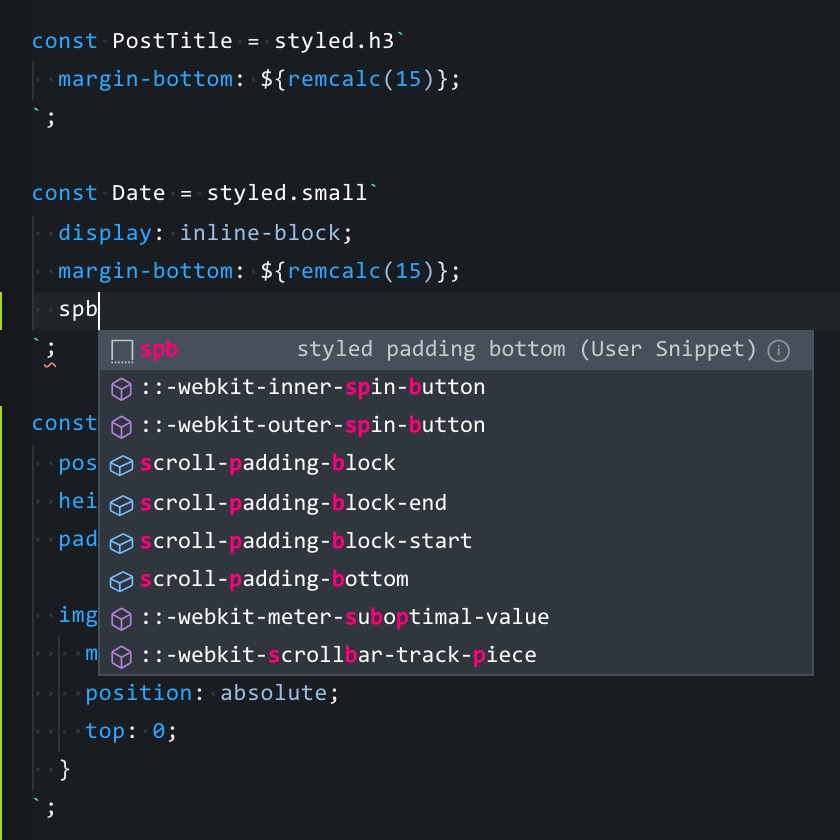 const PostTitle = styled.h3`
margin-bottom: ${remcalc(15)};
`;
const Date = styled.small`
display: inline-block;
margin-bottom: ${remcalc(15)};
spb
`;
spb styled padding bottom (User Snippet)
::-webkit-inner-spin-button
::-webkit-outer-spin-button
const
scroll-padding-block
pos
scroll-padding-block-end
hei
scroll-padding-block-start
pad
scroll-padding-bottom
img
::-webkit-meter-suboptimal-value
m
::-webkit-scrollbar-track-piece
position: absolute;
top: 0;
}
`;